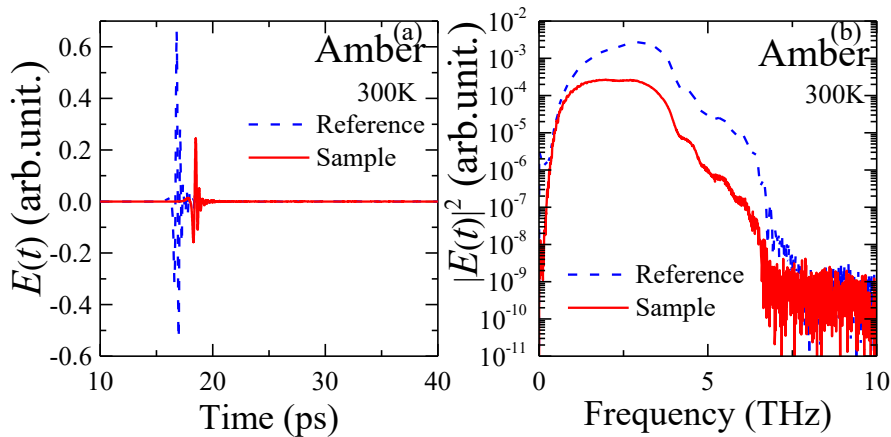 (a)
Amber
300K
Reference
Sample
E(t) (arb.unit.)
0.6
0.4
0.2
0.0
-0.2
-0.4
-0.6
10
20
30
40
Time (ps)
(b)
Amber
300K
Reference
Sample
|E(t)|² (arb.unit.)
10⁻²
10⁻³
10⁻⁴
10⁻⁵
10⁻⁶
10⁻⁷
10⁻⁸
10⁻⁹
10⁻¹⁰
10⁻¹¹
0
5
10
Frequency (THz)